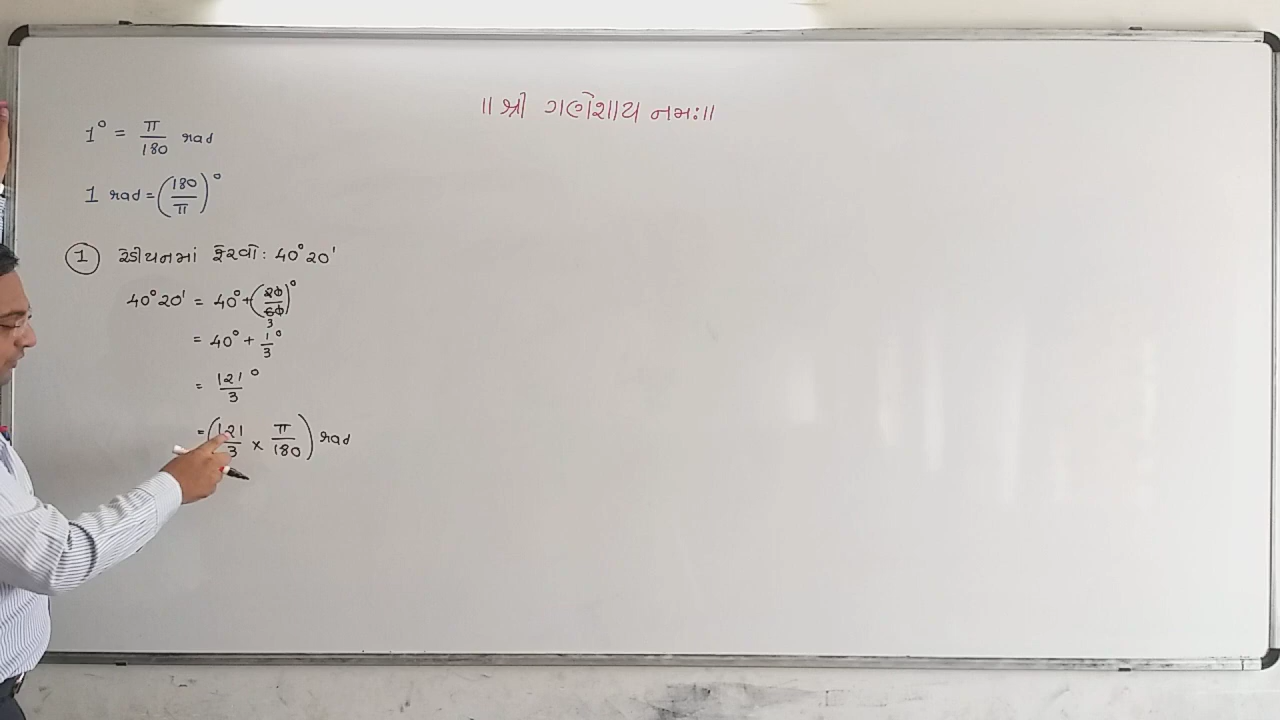 ॥ શ્રી ગણેશાય નમઃ॥
1° = π/180 rad
1 rad = (180/π)°
① રેડીયનમાં ફેરવો : 40°20'
40°20' = 40° + (20/60)°
3
= 40° + 1/3°
= 121/3°
= (121/3 × π/180) rad